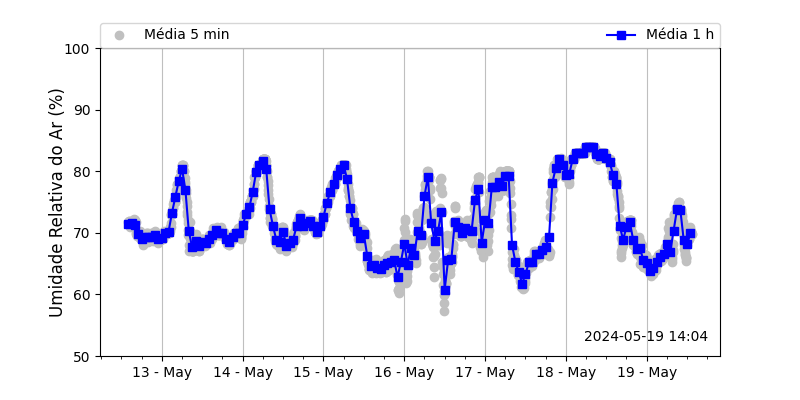 Média 5 min
Média 1 h
Umidade Relativa do Ar (%)
100
90
80
70
60
50
2024-05-19 14:04
13 - May
14 - May
15 - May
16 - May
17 - May
18 - May
19 - May